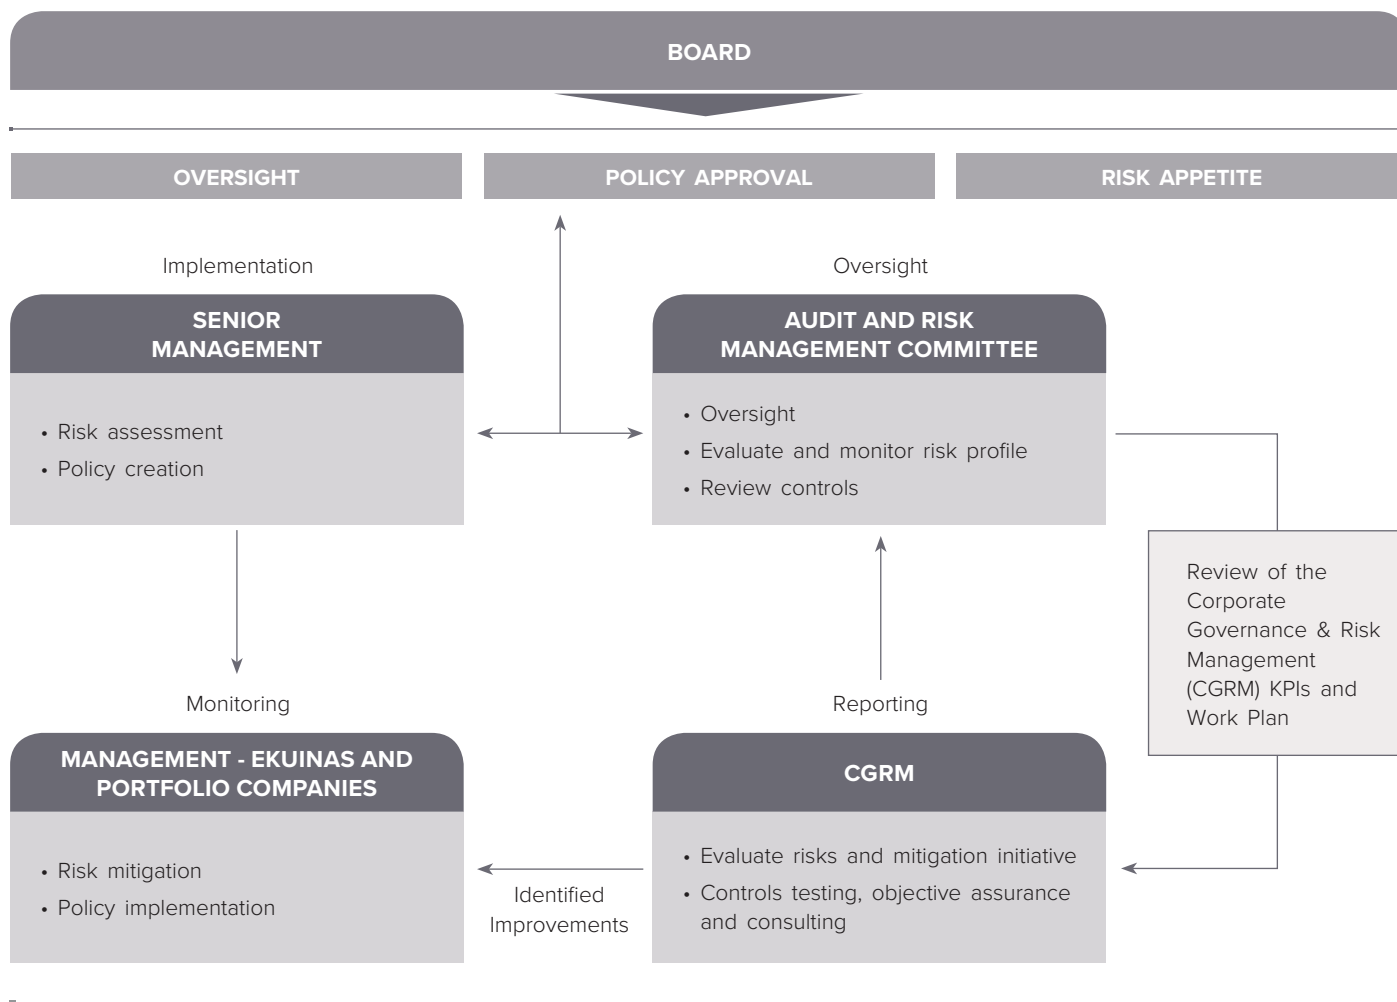 BOARD
OVERSIGHT
POLICY APPROVAL
RISK APPETITE
Implementation
SENIOR
MANAGEMENT
• Risk assessment
• Policy creation
Oversight
AUDIT AND RISK
MANAGEMENT COMMITTEE
• Oversight
• Evaluate and monitor risk profile
• Review controls
Review of the
Corporate
Governance & Risk
Management
(CGRM) KPIs and
Work Plan
Monitoring
MANAGEMENT - EKUINAS AND
PORTFOLIO COMPANIES
• Risk mitigation
• Policy implementation
Identified
Improvements
Reporting
CGRM
• Evaluate risks and mitigation initiative
• Controls testing, objective assurance
and consulting